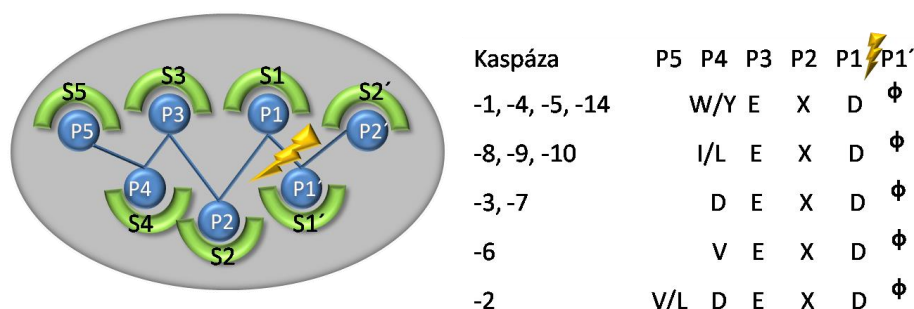 S5 S3 S1 S2´
P5 P3 P1 P2´
P4 P2 P1´
S4 S2 S1´
Kaspáza P5 P4 P3 P2 P1 P1´
-1, -4, -5, -14 W/Y E X D ϕ
-8, -9, -10 I/L E X D ϕ
-3, -7 D E X D ϕ
-6 V E X D ϕ
-2 V/L D E X D ϕ